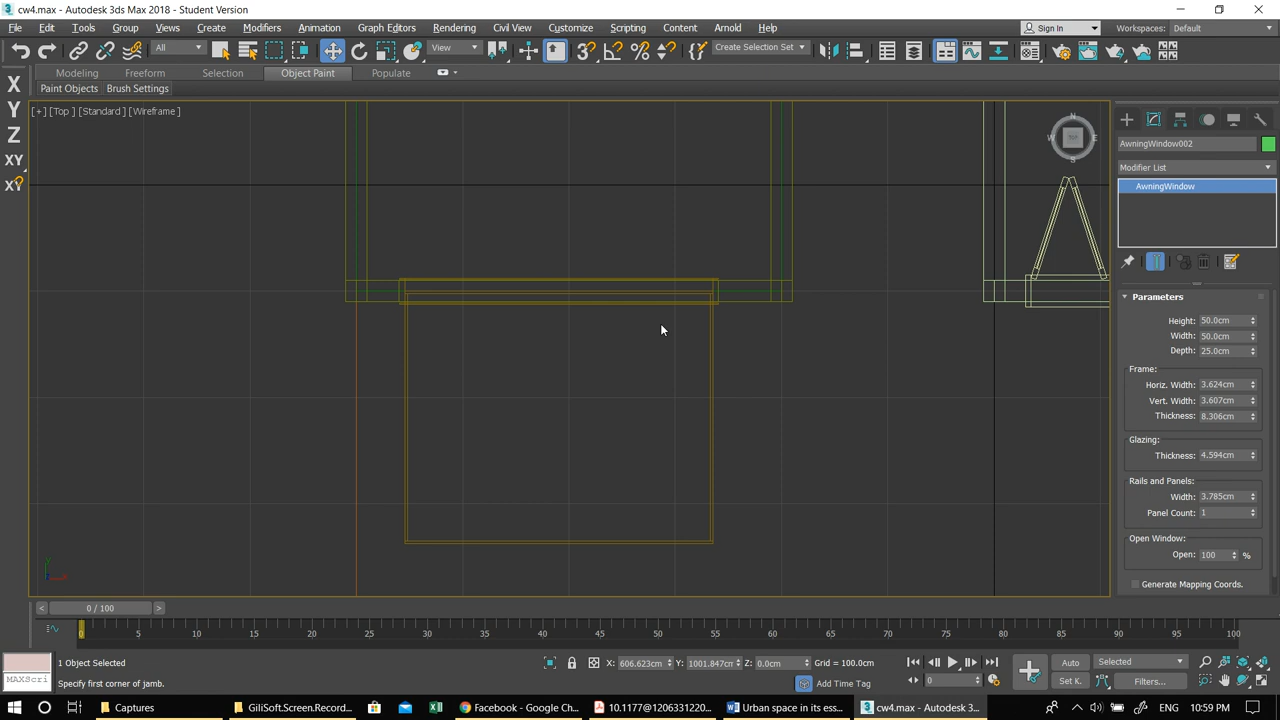 cw4.max - Autodesk 3ds Max 2018 - Student Version
File Edit Tools Group Views Create Modifiers Animation Graph Editors Rendering Civil View Customize Scripting Content Arnold Help
Sign In Workspaces: Default
All View Create Selection Set
Modeling Freeform Selection Object Paint Populate
Paint Objects Brush Settings
X
Y
Z
XY
XY
[+] [Top ] [Standard ] [Wireframe ]
N
W TOP E
S
AwningWindow002
Modifier List
AwningWindow
Parameters
Height: 50.0cm
Width: 50.0cm
Depth: 25.0cm
Frame:
Horiz. Width: 3.624cm
Vert. Width: 3.607cm
Thickness: 8.306cm
Glazing:
Thickness: 4.594cm
Rails and Panels:
Width: 3.785cm
Panel Count: 1
Open Window:
Open: 100 %
Generate Mapping Coords.
y
x
< 0 / 100 >
0 5 10 15 20 25 30 35 40 45 50 55 60 65 70 75 80 85 90 95 100
1 Object Selected X: 606.623cm Y: 1001.847cm Z: 0.0cm Grid = 100.0cm Auto Selected
MAXScri Specify first corner of jamb. Add Time Tag 0 Set K. Filters...
Captures GiliSoft.Screen.Record... Facebook - Google Ch... 10.1177@1206331220... Urban space in its ess... cw4.max - Autodesk 3... ENG 10:59 PM